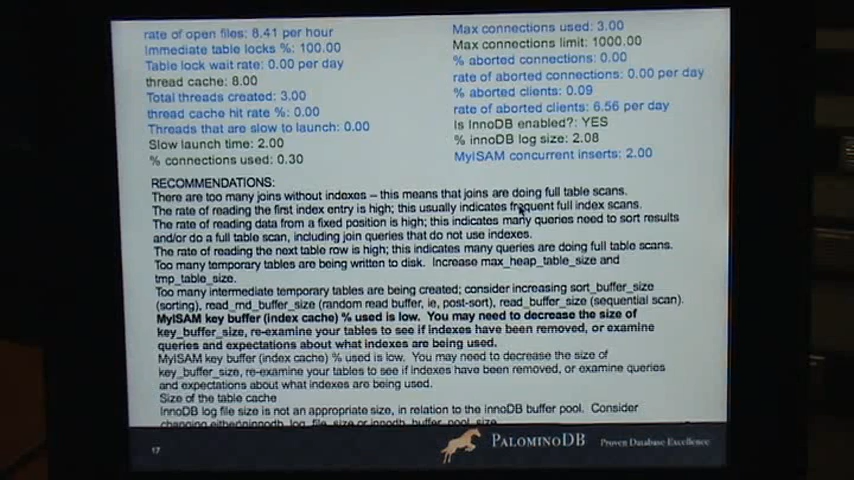 rate of open files: 8.41 per hour
Immediate table locks %: 100.00
Table lock wait rate: 0.00 per day
thread cache: 8.00
Total threads created: 3.00
thread cache hit rate %: 0.00
Threads that are slow to launch: 0.00
Slow launch time: 2.00
% connections used: 0.30
Max connections used: 3.00
Max connections limit: 1000.00
% aborted connections: 0.00
rate of aborted connections: 0.00 per day
% aborted clients: 0.09
rate of aborted clients: 6.56 per day
Is InnoDB enabled?: YES
% innoDB log size: 2.08
MyISAM concurrent inserts: 2.00
RECOMMENDATIONS:
There are too many joins without indexes – this means that joins are doing full table scans.
The rate of reading the first index entry is high; this usually indicates frequent full index scans.
The rate of reading data from a fixed position is high; this indicates many queries need to sort results
and/or do a full table scan, including join queries that do not use indexes.
The rate of reading the next table row is high; this indicates many queries are doing full table scans.
Too many temporary tables are being written to disk. Increase max_heap_table_size and
tmp_table_size.
Too many intermediate temporary tables are being created; consider increasing sort_buffer_size
(sorting), read_rnd_buffer_size (random read buffer, ie, post-sort), read_buffer_size (sequential scan).
MyISAM key buffer (index cache) % used is low. You may need to decrease the size of
key_buffer_size, re-examine your tables to see if indexes have been removed, or examine
queries and expectations about what indexes are being used.
MyISAM key buffer (index cache) % used is low. You may need to decrease the size of
key_buffer_size, re-examine your tables to see if indexes have been removed, or examine queries
and expectations about what indexes are being used.
Size of the table cache
InnoDB log file size is not an appropriate size, in relation to the innoDB buffer pool. Consider
changing either innodb_log_file_size or innodb_buffer_pool_size
17
PALOMINODB
Proven Database Excellence